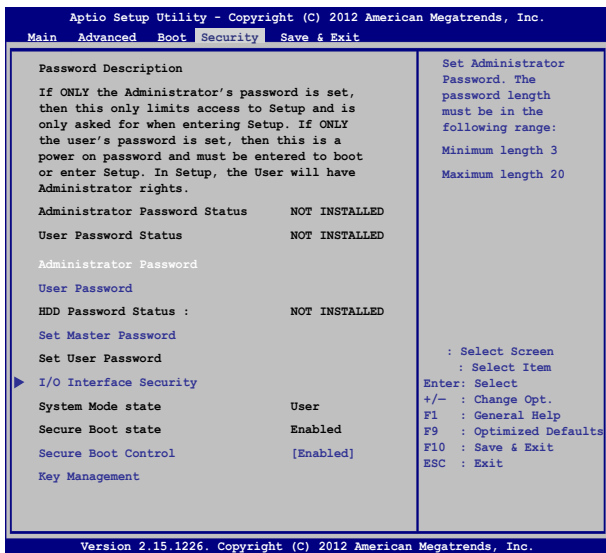 Aptio Setup Utility - Copyright (C) 2012 American Megatrends, Inc.
Main Advanced Boot Security Save & Exit
Password Description
If ONLY the Administrator's password is set,
then this only limits access to Setup and is
only asked for when entering Setup. If ONLY
the user's password is set, then this is a
power on password and must be entered to boot
or enter Setup. In Setup, the User will have
Administrator rights.
Administrator Password Status NOT INSTALLED
User Password Status NOT INSTALLED
Administrator Password
User Password
HDD Password Status : NOT INSTALLED
Set Master Password
Set User Password
I/O Interface Security
System Mode state User
Secure Boot state Enabled
Secure Boot Control [Enabled]
Key Management
Set Administrator
Password. The
password length
must be in the
following range:
Minimum length 3
Maximum length 20
: Select Screen
: Select Item
Enter: Select
+/— : Change Opt.
F1 : General Help
F9 : Optimized Defaults
F10 : Save & Exit
ESC : Exit
Version 2.15.1226. Copyright (C) 2012 American Megatrends, Inc.